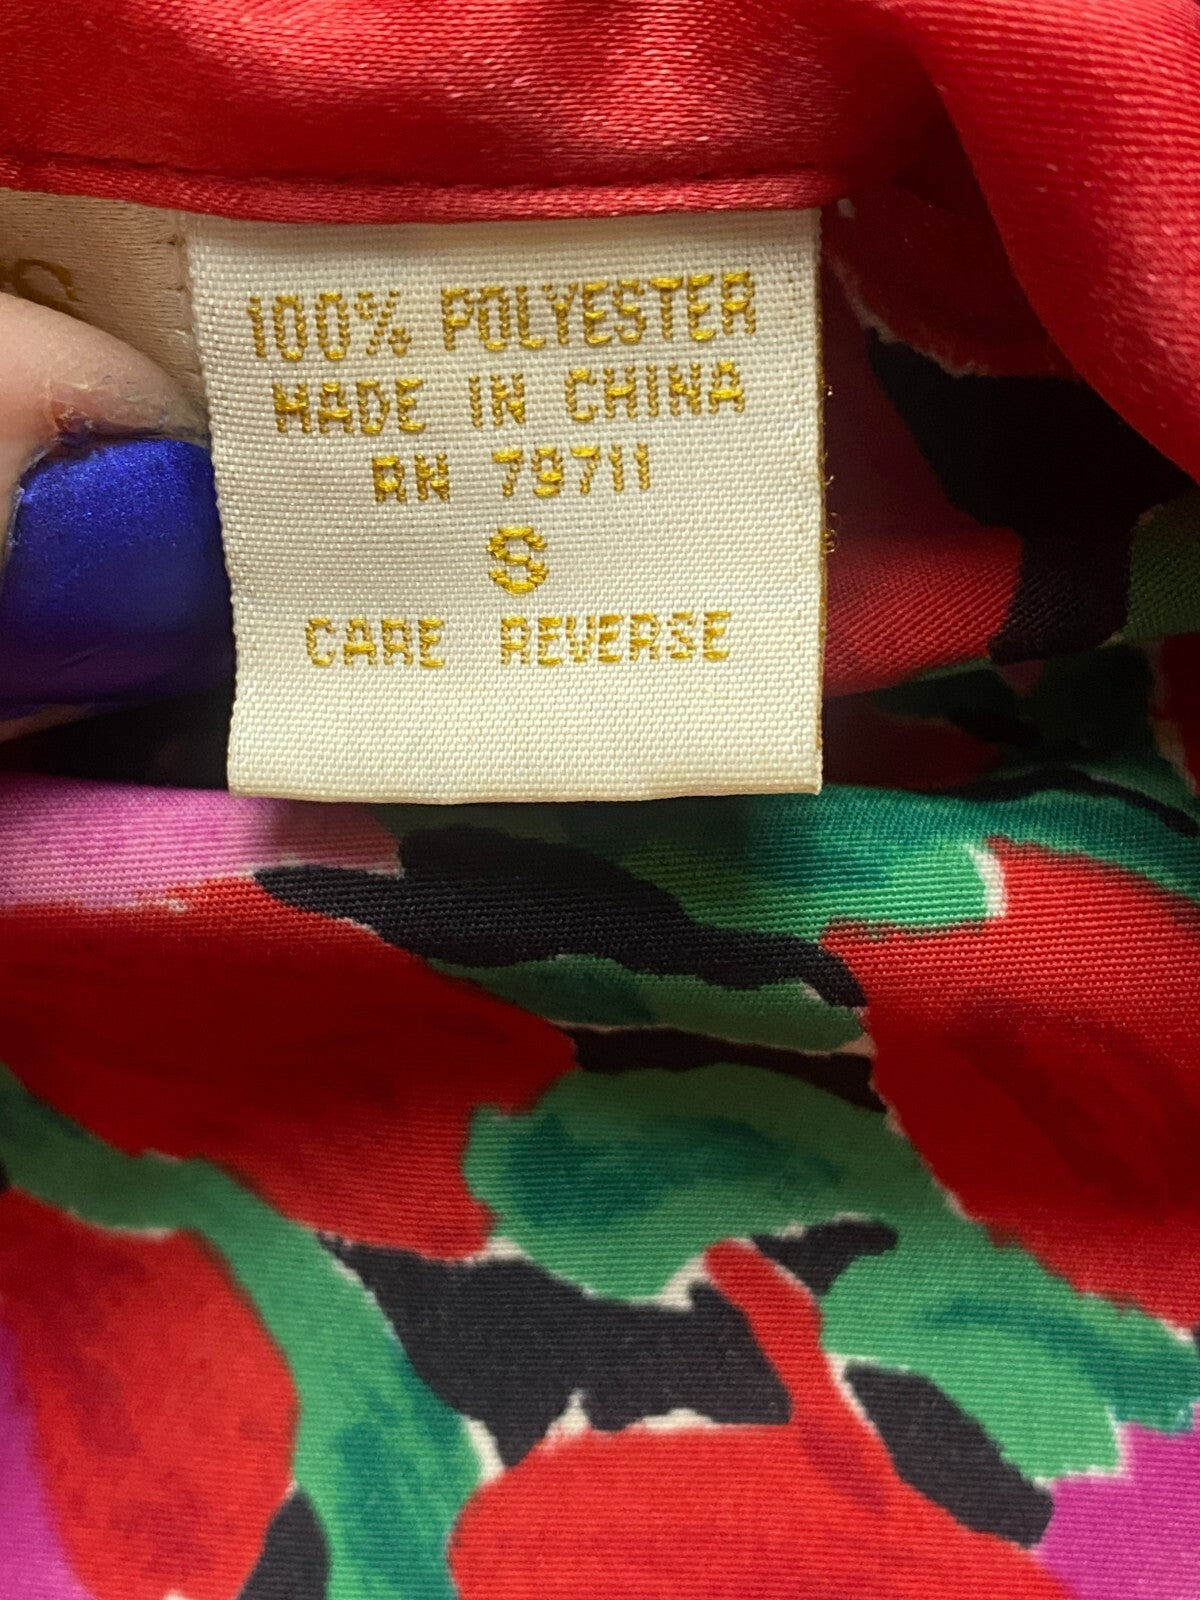 100% POLYESTER
MADE IN CHINA
RN 79711
S
CARE REVERSE